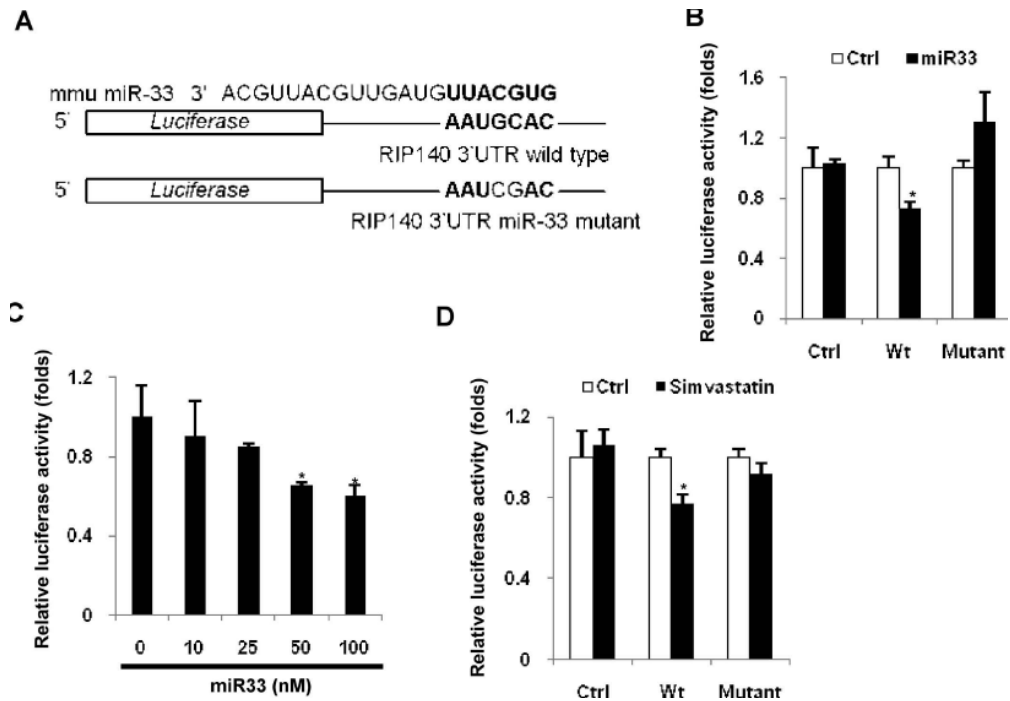 A
mmu miR-33 3' ACGUUACGUUGAUGUUACGUG
5' Luciferase AAUGCAC
RIP140 3'UTR wild type
5' Luciferase AAUCGAC
RIP140 3'UTR miR-33 mutant
B
Ctrl miR33
Relative luciferase activity (folds)
1.6
1.2
0.8
0.4
0
*
Ctrl Wt Mutant
C
Relative luciferase activity (folds)
1.2
0.8
0.4
0
* *
0 10 25 50 100
miR33 (nM)
D
Ctrl Simvastatin
Relative luciferase activity (folds)
1.2
0.8
0.4
0
*
Ctrl Wt Mutant